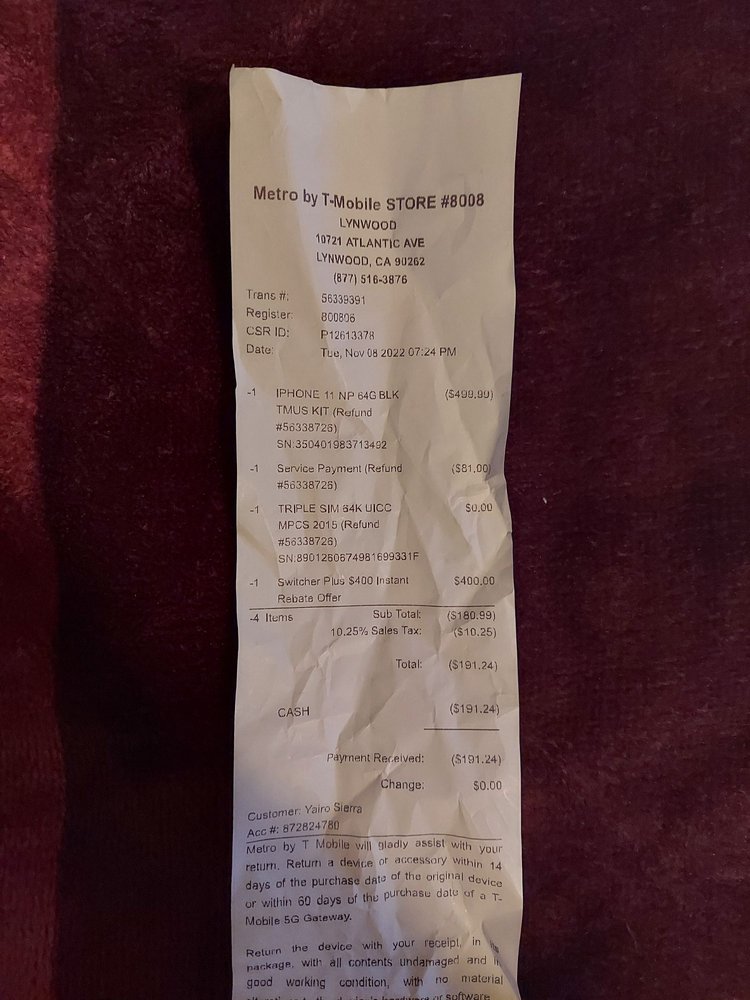 Metro by T-Mobile STORE #8008
LYNWOOD
10721 ATLANTIC AVE
LYNWOOD, CA 90262
(877) 516-3876
Trans #: 56339391
Register: 800806
CSR ID: P12613378
Date: Tue, Nov 08 2022 07:24 PM
-1 IPHONE 11 NP 64G BLK ($499.99)
TMUS KIT (Refund
#56338726)
SN:350401983713492
-1 Service Payment (Refund ($81.00)
#56338726)
-1 TRIPLE SIM 64K UICC $0.00
MPCS 2015 (Refund
#56338726)
SN:8901260674981699331F
-1 Switcher Plus $400 Instant $400.00
Rebate Offer
-4 Items Sub Total: ($180.99)
10.25% Sales Tax: ($10.25)
Total: ($191.24)
CASH ($191.24)
Payment Received: ($191.24)
Change: $0.00
Customer: Yairo Sierra
Acc #: 872824780
Metro by T Mobile will gladly assist with your
return. Return a device or accessory within 14
days of the purchase date of the original device
or within 60 days of the purchase date of a T-
Mobile 5G Gateway.
Return the device with your receipt, in its
package, with all contents undamaged and in
good working condition, with no material
hardware or software